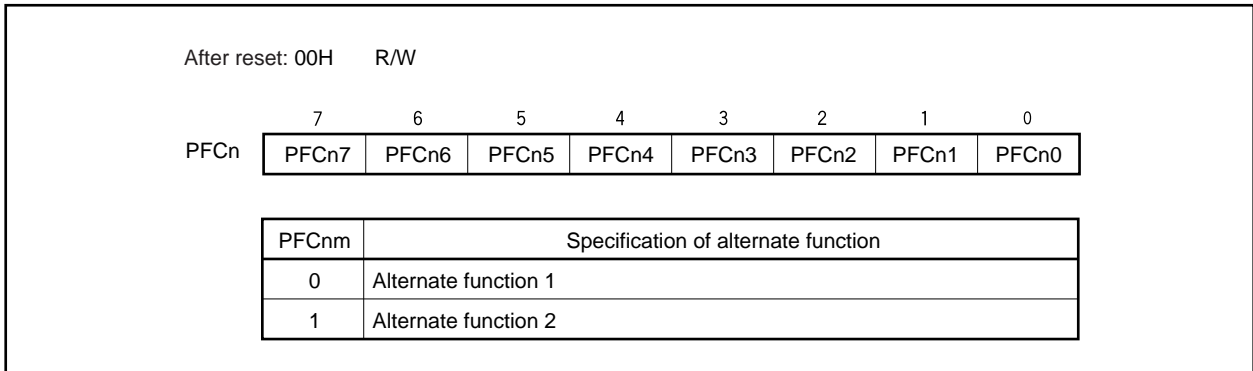 After reset: 00H R/W
7 6 5 4 3 2 1 0
PFCn PFCn7 PFCn6 PFCn5 PFCn4 PFCn3 PFCn2 PFCn1 PFCn0
PFCnm Specification of alternate function
0 Alternate function 1
1 Alternate function 2